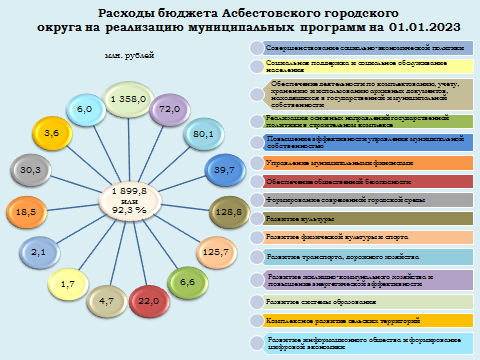 Расходы бюджета Асбестовского городского
округа на реализацию муниципальных программ на 01.01.2023
млн. рублей
1 358,0
72,0
80,1
39,7
128,8
125,7
6,6
22,0
4,7
1,7
2,1
18,5
30,3
3,6
6,0
1 899,8
или
92,3 %
Совершенствование социально-экономической политики
Социальная поддержка и социальное обслуживание
населения
Обеспечение деятельности по комплектованию, учету,
хранению и использованию архивных документов,
находящихся в государственной и муниципальной
собственности
Реализация основных направлений государственной
политики в строительном комплексе
Повышение эффективности управления муниципальной
собственностью
Управление муниципальными финансами
Обеспечение общественной безопасности
Формирование современной городской среды
Развитие культуры
Развитие физической культуры и спорта
Развитие транспорта, дорожного хозяйства
Развитие жилищно-коммунального хозяйства и
повышение энергетической эффективности
Развитие системы образования
Комплексное развитие сельских территорий
Развитие информационного общества и формирование
цифровой экономики